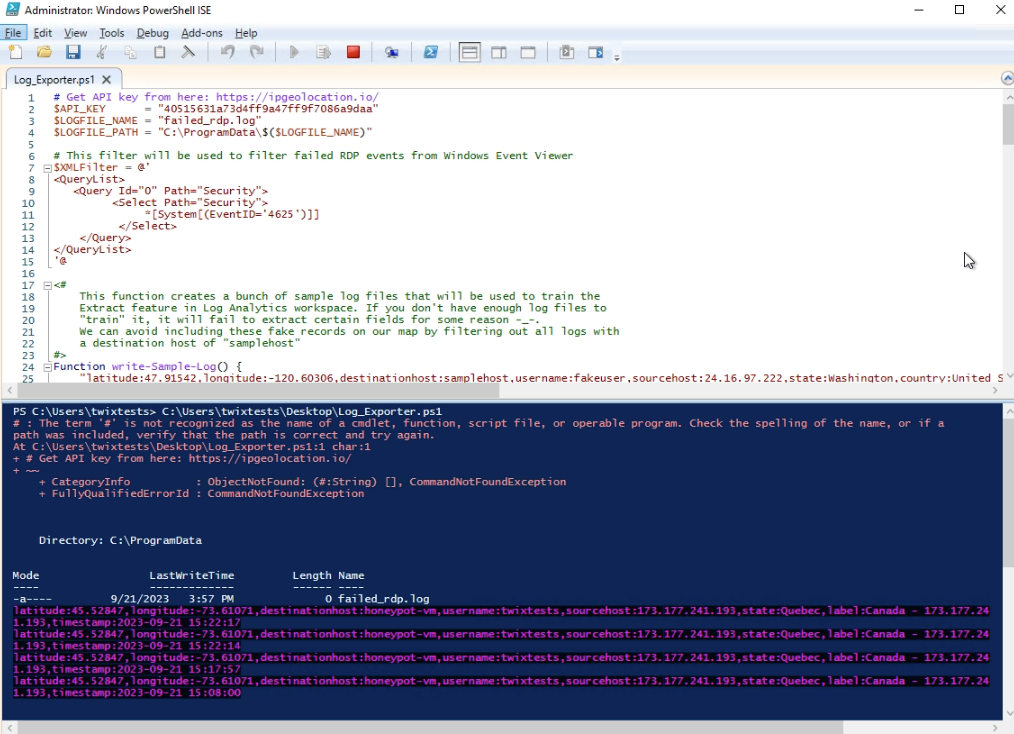 Administrator: Windows PowerShell ISE
File Edit View Tools Debug Add-ons Help
Log_Exporter.ps1 X
1 # Get API key from here: https://ipgeolocation.io/
2 $API_KEY = "40515631a73d4ff9a47ff9f7086a9daa"
3 $LOGFILE_NAME = "failed_rdp.log"
4 $LOGFILE_PATH = "C:\ProgramData\$($LOGFILE_NAME)"
5
6 # This filter will be used to filter failed RDP events from Windows Event Viewer
7 $XMLFilter = @'
8 <QueryList>
9 <Query Id="0" Path="Security">
10 <Select Path="Security">
11 *[System[(EventID='4625')]]
12 </Select>
13 </Query>
14 </QueryList>
15 '@
16
17 <#
18 This function creates a bunch of sample log files that will be used to train the
19 Extract feature in Log Analytics workspace. If you don't have enough log files to
20 "train" it, it will fail to extract certain fields for some reason -_-.
21 We can avoid including these fake records on our map by filtering out all logs with
22 a destination host of "samplehost"
23 #>
24 Function write-Sample-Log() {
25 "latitude:47.91542,longitude:-120.60306,destinationhost:samplehost,username:fakeuser,sourcehost:24.16.97.222,state:Washington,country:United S
PS C:\Users\twixtests> C:\Users\twixtests\Desktop\Log_Exporter.ps1
# : The term '#' is not recognized as the name of a cmdlet, function, script file, or operable program. Check the spelling of the name, or if a
path was included, verify that the path is correct and try again.
At C:\Users\twixtests\Desktop\Log_Exporter.ps1:1 char:1
+ # Get API key from here: https://ipgeolocation.io/
+ ~~
+ CategoryInfo : ObjectNotFound: (#:String) [], CommandNotFoundException
+ FullyQualifiedErrorId : CommandNotFoundException
Directory: C:\ProgramData
Mode LastWriteTime Length Name
---- ------------- ------ ----
-a---- 9/21/2023 3:57 PM 0 failed_rdp.log
latitude:45.52847,longitude:-73.61071,destinationhost:honeypot-vm,username:twixtests,sourcehost:173.177.241.193,state:Quebec,label:Canada - 173.177.24
1.193,timestamp:2023-09-21 15:22:17
latitude:45.52847,longitude:-73.61071,destinationhost:honeypot-vm,username:twixtests,sourcehost:173.177.241.193,state:Quebec,label:Canada - 173.177.24
1.193,timestamp:2023-09-21 15:22:14
latitude:45.52847,longitude:-73.61071,destinationhost:honeypot-vm,username:twixtests,sourcehost:173.177.241.193,state:Quebec,label:Canada - 173.177.24
1.193,timestamp:2023-09-21 15:17:57
latitude:45.52847,longitude:-73.61071,destinationhost:honeypot-vm,username:twixtests,sourcehost:173.177.241.193,state:Quebec,label:Canada - 173.177.24
1.193,timestamp:2023-09-21 15:08:00